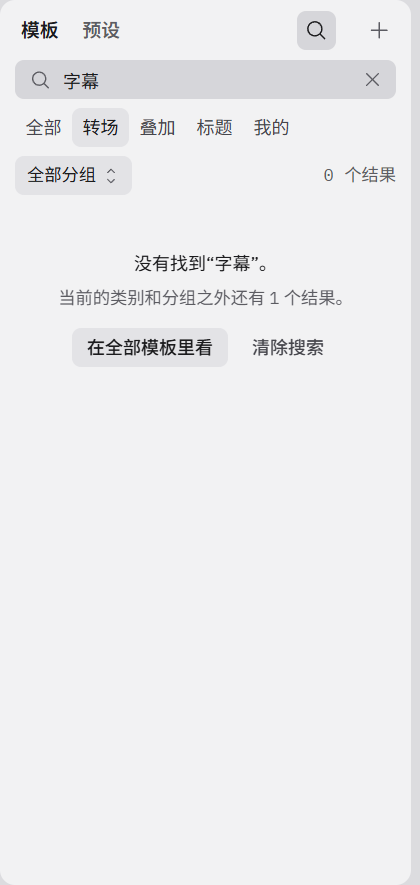 模板 预设
字幕
全部 转场 叠加 标题 我的
全部分组 0 个结果
没有找到“字幕”。
当前的类别和分组之外还有 1 个结果。
在全部模板里看 清除搜索